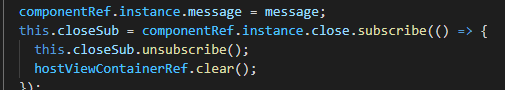 componentRef.instance.message = message;
this.closeSub = componentRef.instance.close.subscribe(() => {
this.closeSub.unsubscribe();
hostViewContainerRef.clear();
});